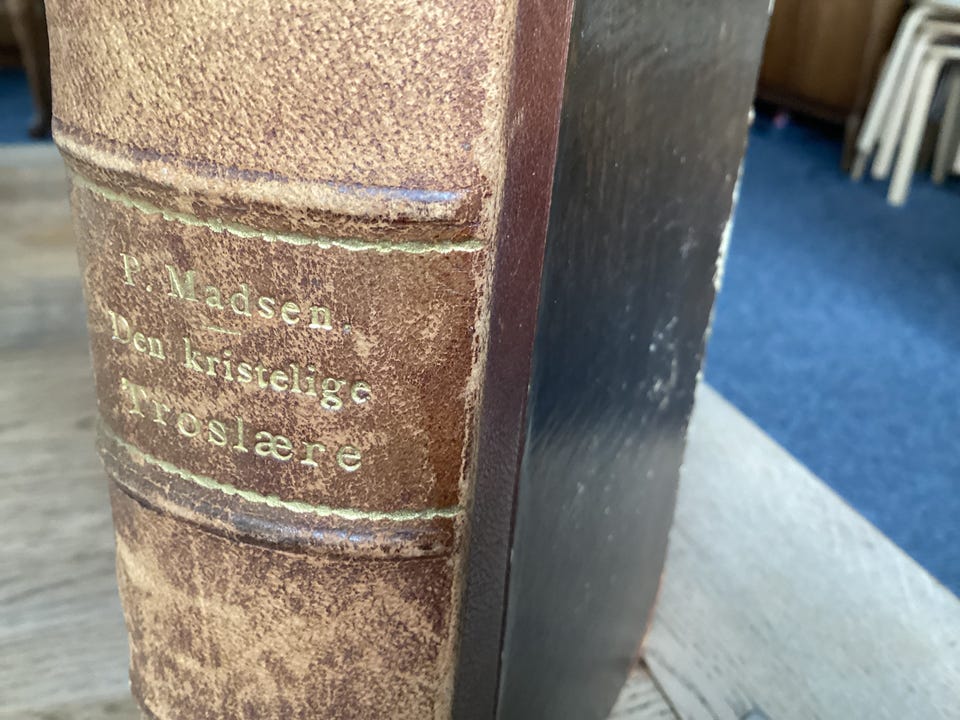 P. Madsen.
Den kristelige
Troslære